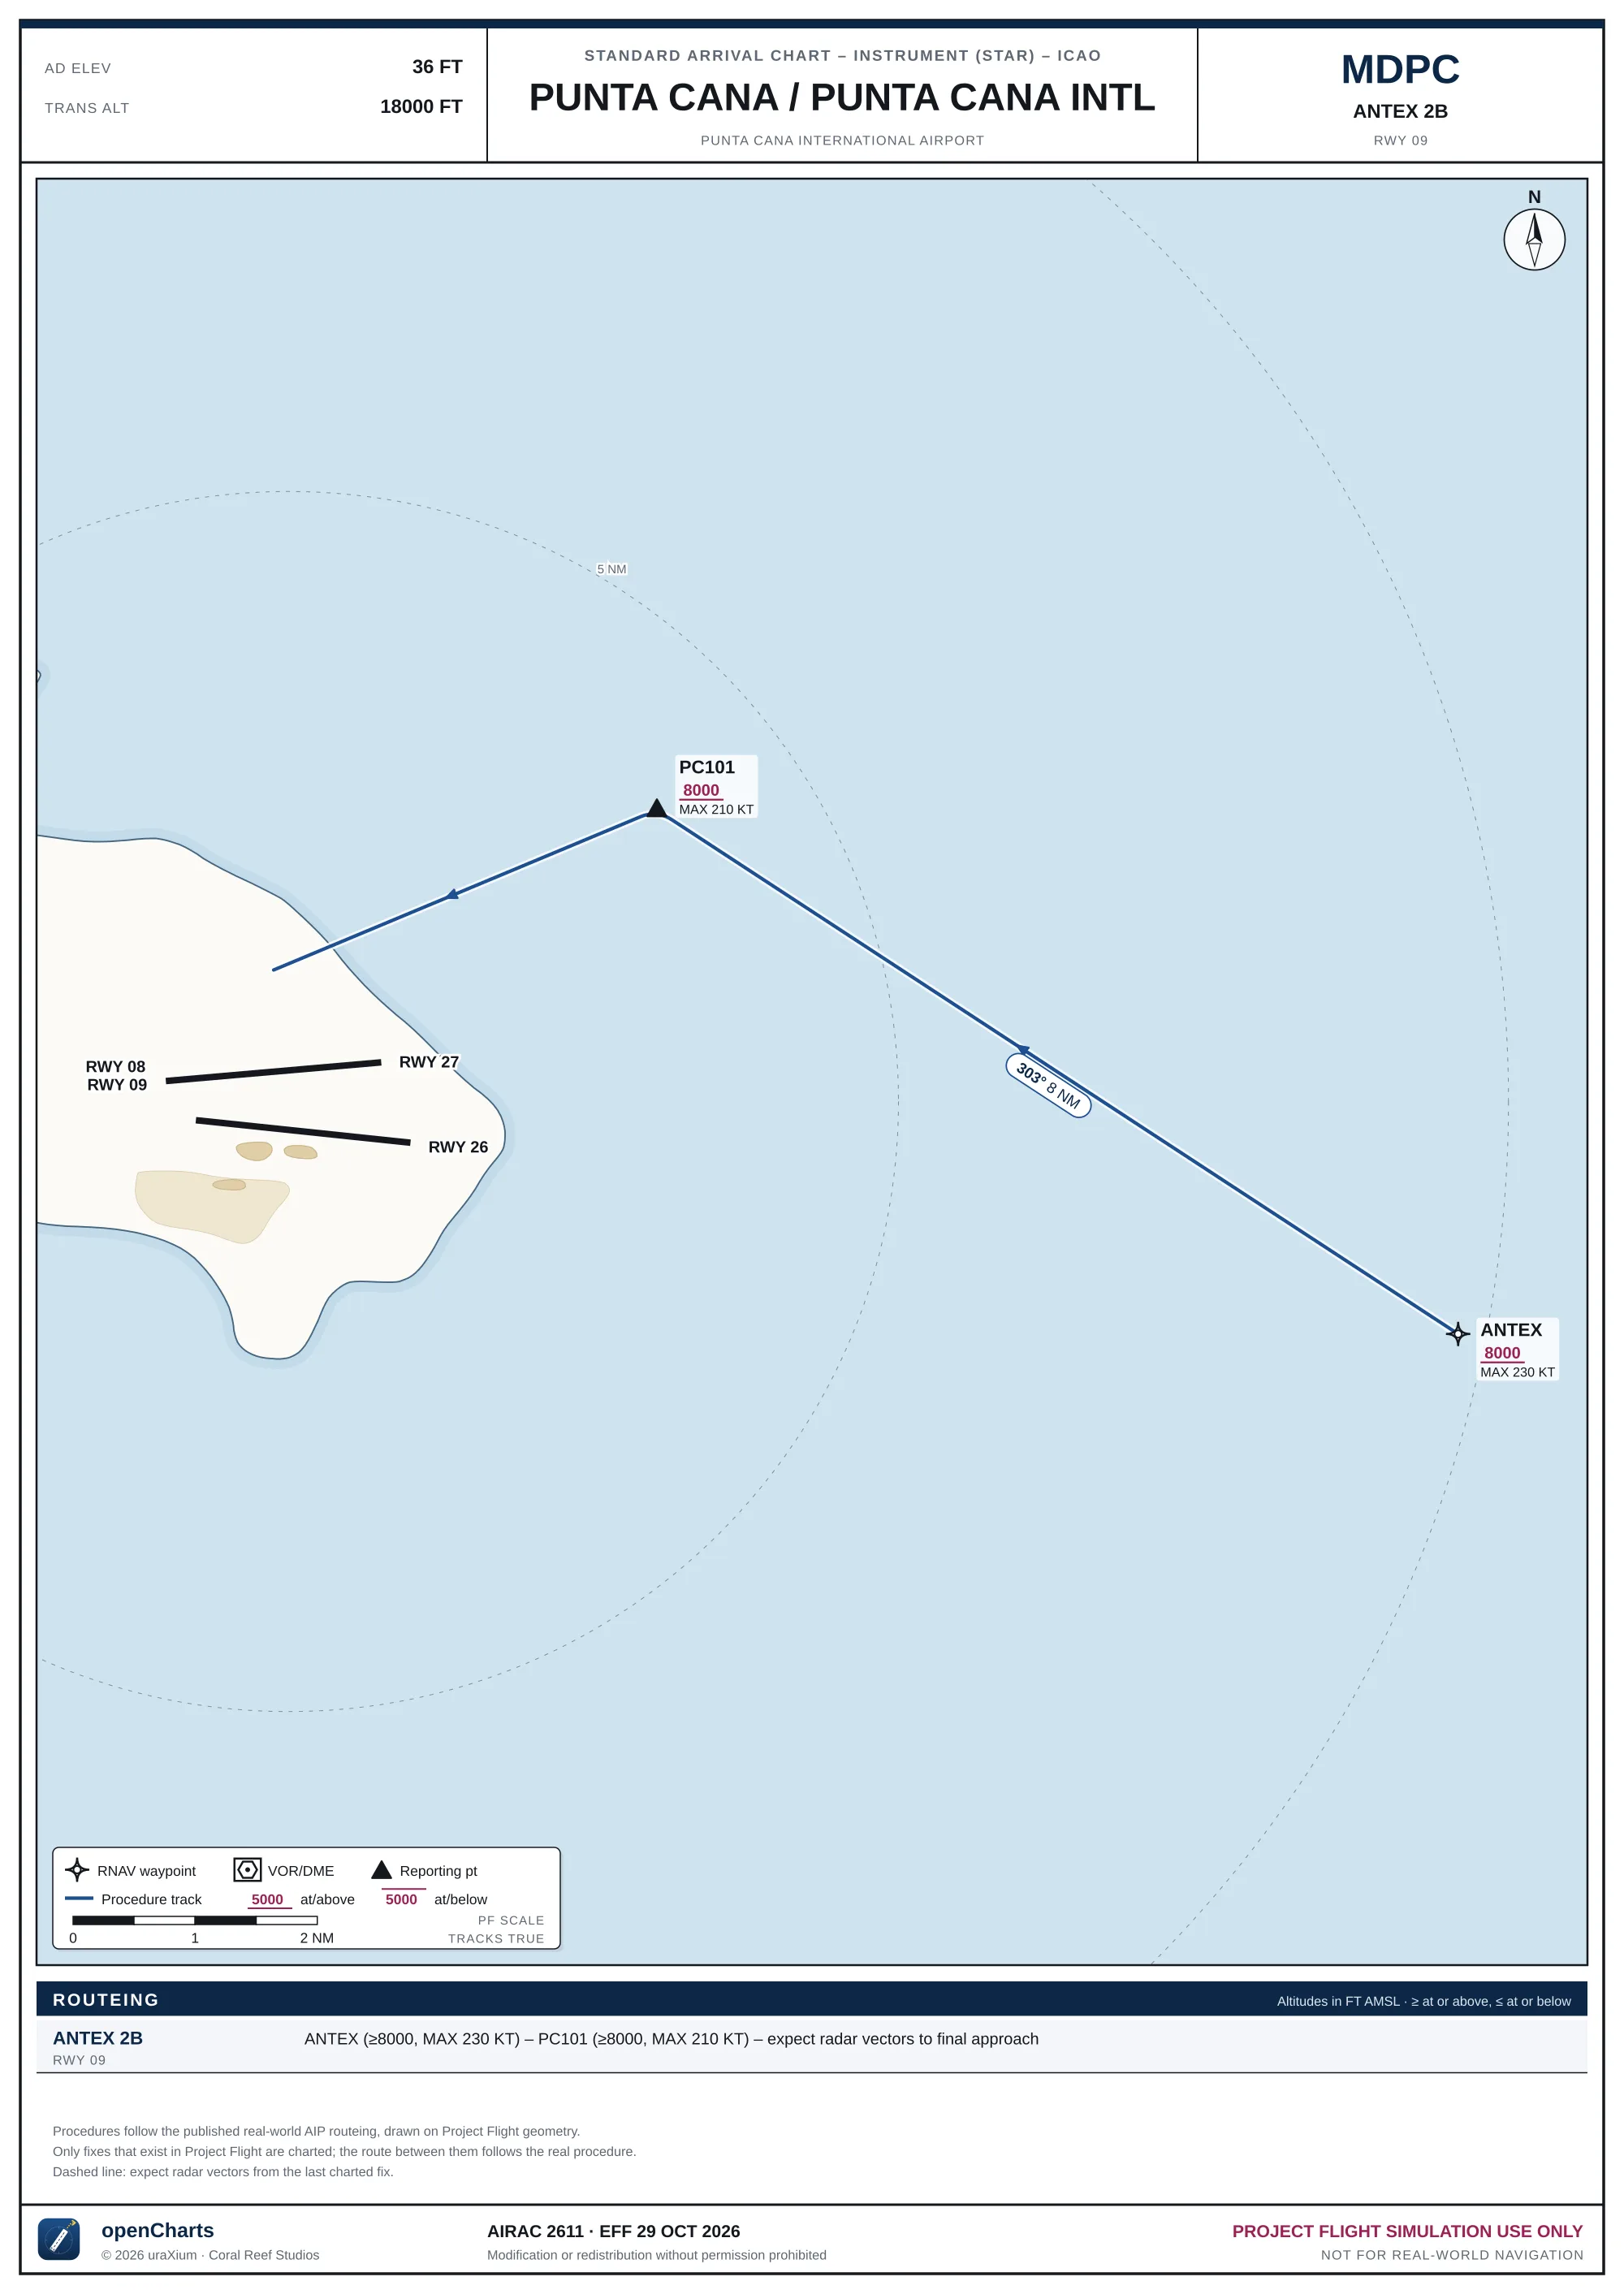 AD ELEV 36 FT
TRANS ALT 18000 FT
STANDARD ARRIVAL CHART – INSTRUMENT (STAR) – ICAO
PUNTA CANA / PUNTA CANA INTL
PUNTA CANA INTERNATIONAL AIRPORT
MDPC
ANTEX 2B
RWY 09
N
5 NM
PC101
8000
MAX 210 KT
RWY 08
RWY 09
RWY 27
RWY 26
303° 8 NM
ANTEX
8000
MAX 230 KT
RNAV waypoint VOR/DME Reporting pt
Procedure track 5000 at/above 5000 at/below
PF SCALE
0 1 2 NM TRACKS TRUE
ROUTEING Altitudes in FT AMSL · ≥ at or above, ≤ at or below
ANTEX 2B ANTEX (≥8000, MAX 230 KT) – PC101 (≥8000, MAX 210 KT) – expect radar vectors to final approach
RWY 09
Procedures follow the published real-world AIP routeing, drawn on Project Flight geometry.
Only fixes that exist in Project Flight are charted; the route between them follows the real procedure.
Dashed line: expect radar vectors from the last charted fix.
openCharts
© 2026 uraXium · Coral Reef Studios
AIRAC 2611 · EFF 29 OCT 2026
Modification or redistribution without permission prohibited
PROJECT FLIGHT SIMULATION USE ONLY
NOT FOR REAL-WORLD NAVIGATION